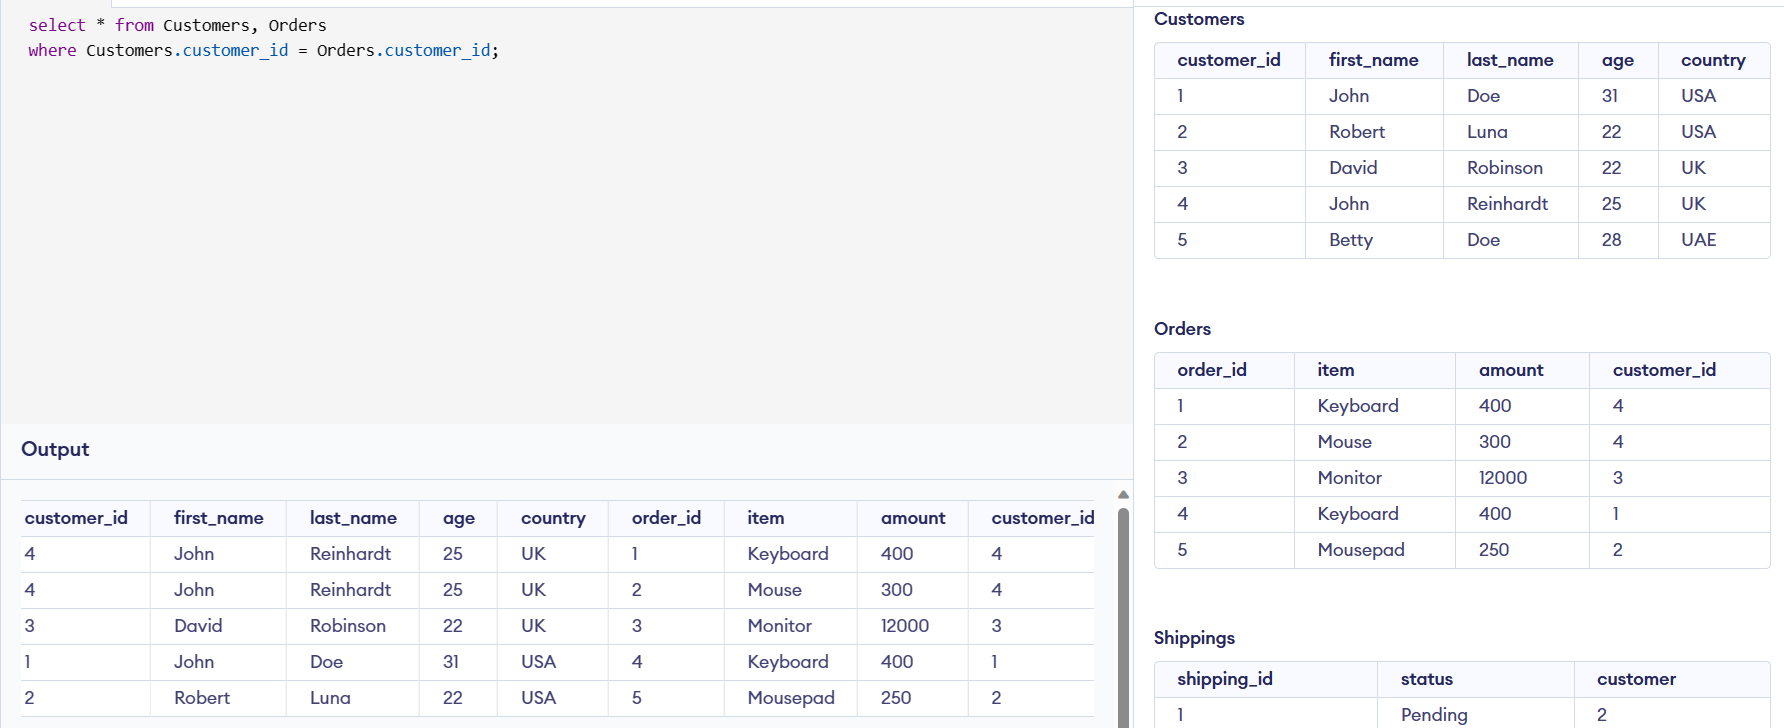 select * from Customers, Orders
where Customers.customer_id = Orders.customer_id;
Output
customer_id first_name last_name age country order_id item amount customer_id
4 John Reinhardt 25 UK 1 Keyboard 400 4
4 John Reinhardt 25 UK 2 Mouse 300 4
3 David Robinson 22 UK 3 Monitor 12000 3
1 John Doe 31 USA 4 Keyboard 400 1
2 Robert Luna 22 USA 5 Mousepad 250 2
Customers
customer_id first_name last_name age country
1 John Doe 31 USA
2 Robert Luna 22 USA
3 David Robinson 22 UK
4 John Reinhardt 25 UK
5 Betty Doe 28 UAE
Orders
order_id item amount customer_id
1 Keyboard 400 4
2 Mouse 300 4
3 Monitor 12000 3
4 Keyboard 400 1
5 Mousepad 250 2
Shippings
shipping_id status customer
1 Pending 2